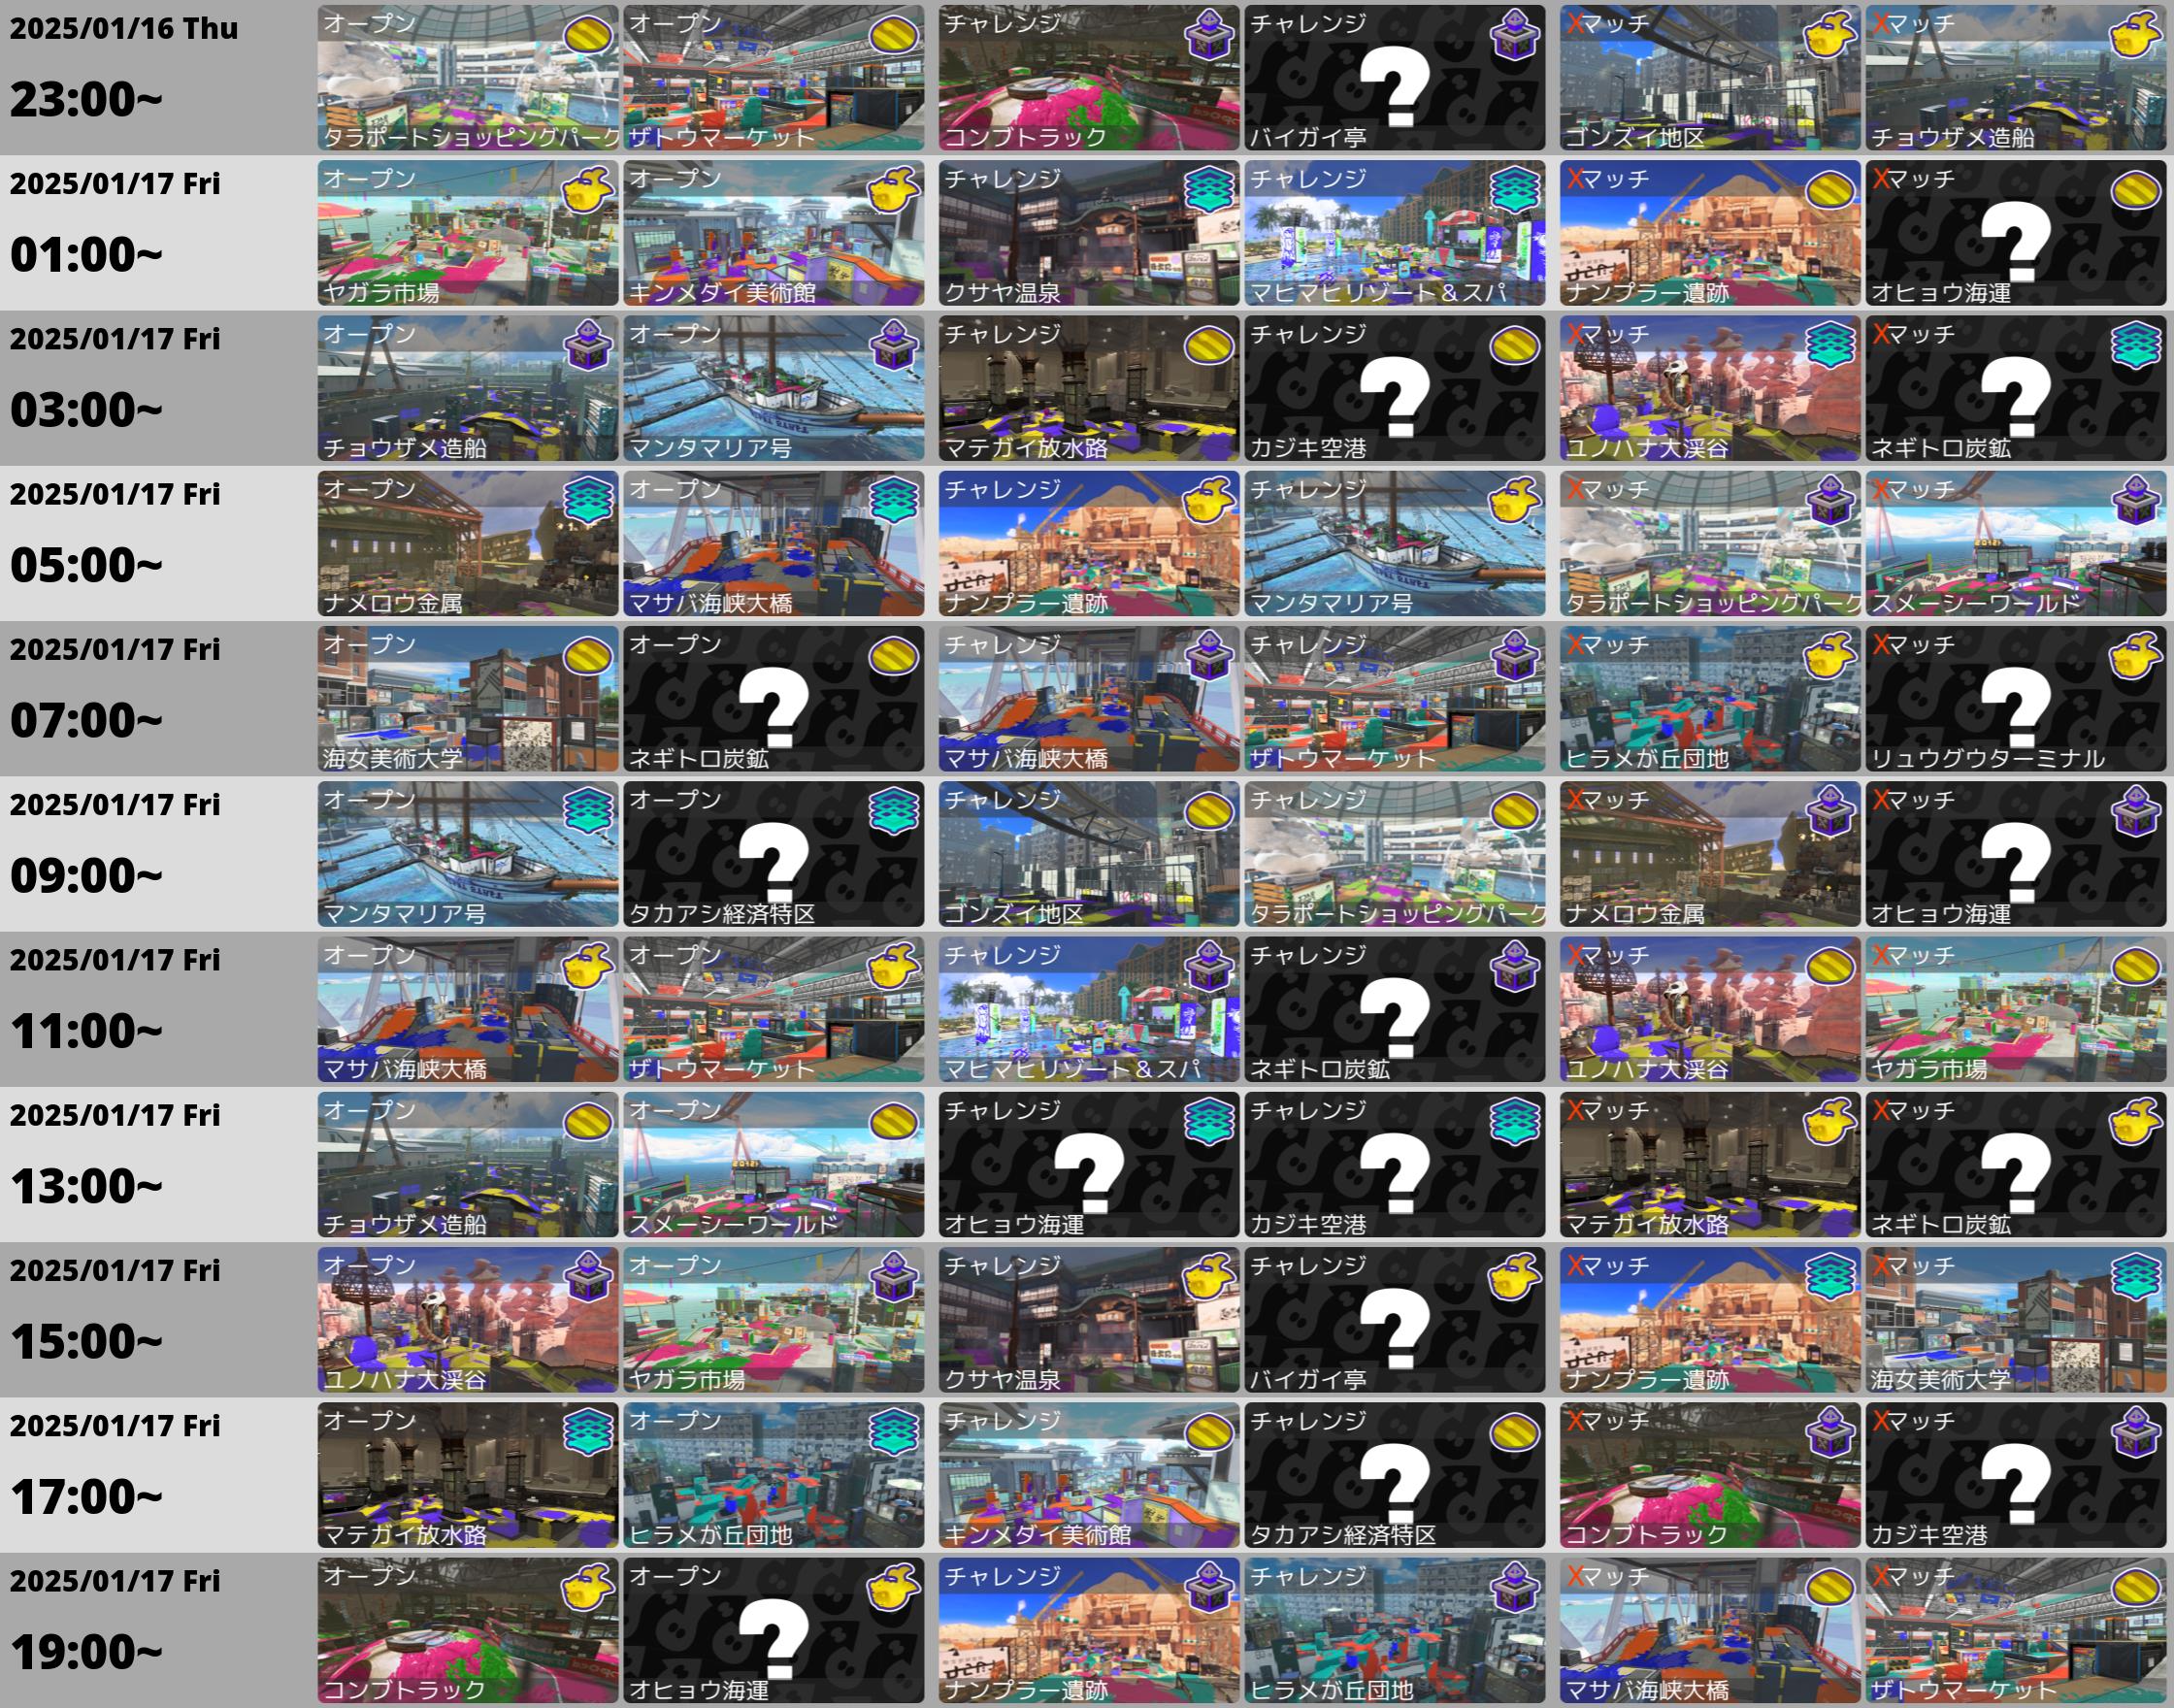 2025/01/16 Thu
23:00~
オープン オープン チャレンジ チャレンジ Xマッチ Xマッチ
タラポートショッピングパーク ザトウマーケット コンブトラック バイガイ亭 ゴンズイ地区 チョウザメ造船
2025/01/17 Fri
01:00~
オープン オープン チャレンジ チャレンジ Xマッチ Xマッチ
ヤガラ市場 キンメダイ美術館 クサヤ温泉 マヒマヒリゾート&スパ ナンプラー遺跡 オヒョウ海運
2025/01/17 Fri
03:00~
オープン オープン チャレンジ チャレンジ Xマッチ Xマッチ
チョウザメ造船 マンタマリア号 マテガイ放水路 カジキ空港 ユノハナ大渓谷 ネギトロ炭鉱
2025/01/17 Fri
05:00~
オープン オープン チャレンジ チャレンジ Xマッチ Xマッチ
ナメロウ金属 マサバ海峡大橋 ナンプラー遺跡 マンタマリア号 タラポートショッピングパーク スメーシーワールド
2025/01/17 Fri
07:00~
オープン オープン チャレンジ チャレンジ Xマッチ Xマッチ
海女美術大学 ネギトロ炭鉱 マサバ海峡大橋 ザトウマーケット ヒラメが丘団地 リュウグウターミナル
2025/01/17 Fri
09:00~
オープン オープン チャレンジ チャレンジ Xマッチ Xマッチ
マンタマリア号 タカアシ経済特区 ゴンズイ地区 タラポートショッピングパーク ナメロウ金属 オヒョウ海運
2025/01/17 Fri
11:00~
オープン オープン チャレンジ チャレンジ Xマッチ Xマッチ
マサバ海峡大橋 ザトウマーケット マヒマヒリゾート&スパ ネギトロ炭鉱 ユノハナ大渓谷 ヤガラ市場
2025/01/17 Fri
13:00~
オープン オープン チャレンジ チャレンジ Xマッチ Xマッチ
チョウザメ造船 スメーシーワールド オヒョウ海運 カジキ空港 マテガイ放水路 ネギトロ炭鉱
2025/01/17 Fri
15:00~
オープン オープン チャレンジ チャレンジ Xマッチ Xマッチ
ユノハナ大渓谷 ヤガラ市場 クサヤ温泉 バイガイ亭 ナンプラー遺跡 海女美術大学
2025/01/17 Fri
17:00~
オープン オープン チャレンジ チャレンジ Xマッチ Xマッチ
マテガイ放水路 ヒラメが丘団地 キンメダイ美術館 タカアシ経済特区 コンブトラック カジキ空港
2025/01/17 Fri
19:00~
オープン オープン チャレンジ チャレンジ Xマッチ Xマッチ
コンブトラック オヒョウ海運 ナンプラー遺跡 ヒラメが丘団地 マサバ海峡大橋 ザトウマーケット